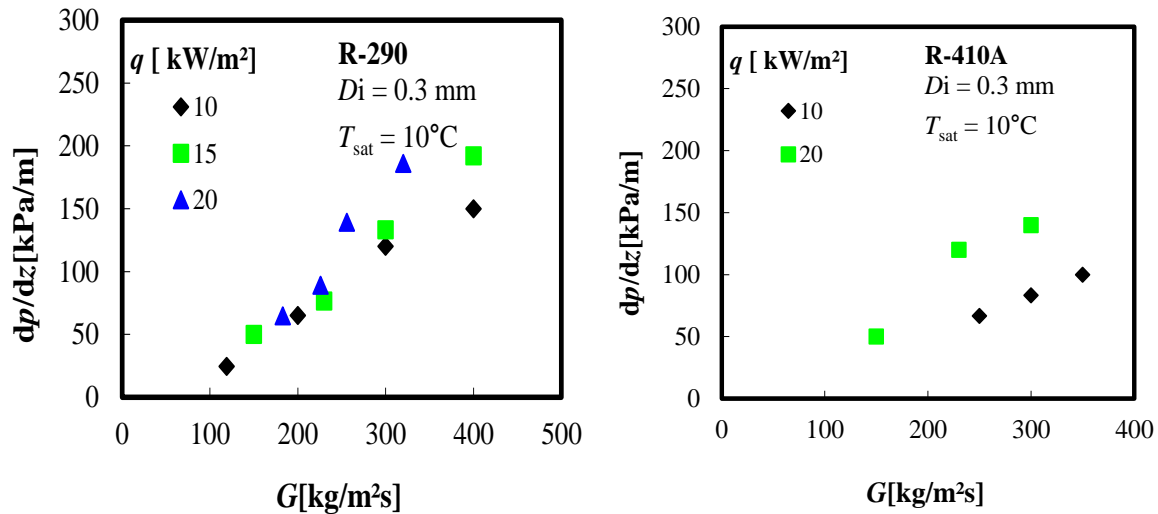 300
250
200
150
100
50
0
dp/dz[kPa/m]
q [ kW/m²]
10
15
20
R-290
Di = 0.3 mm
Tsat = 10°C
0 100 200 300 400 500
G[kg/m²s]
300
250
200
150
100
50
0
dp/dz[kPa/m]
q [ kW/m²]
10
20
R-410A
Di = 0.3 mm
Tsat = 10°C
0 100 200 300 400
G[kg/m²s]